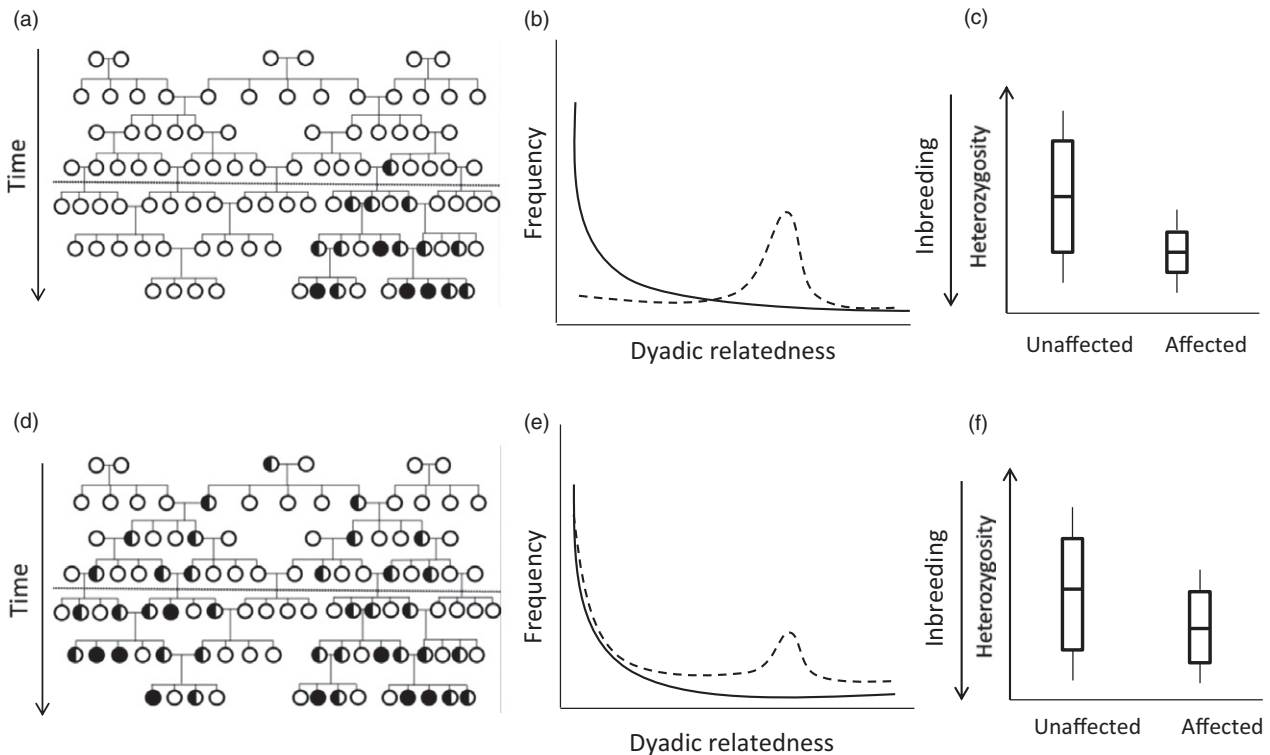 (a)
Time
(b)
Frequency
Dyadic relatedness
(c)
Inbreeding
Heterozygosity
Unaffected
Affected
(d)
Time
(e)
Frequency
Dyadic relatedness
(f)
Inbreeding
Heterozygosity
Unaffected
Affected